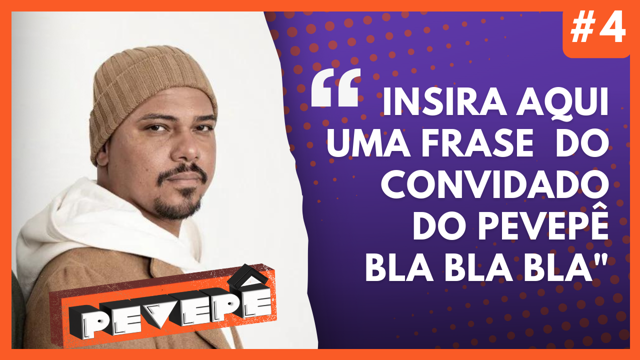 #4
“ INSIRA AQUI
UMA FRASE DO
CONVIDADO
DO PEVEPÊ
BLA BLA BLA"
PEVEPÊ